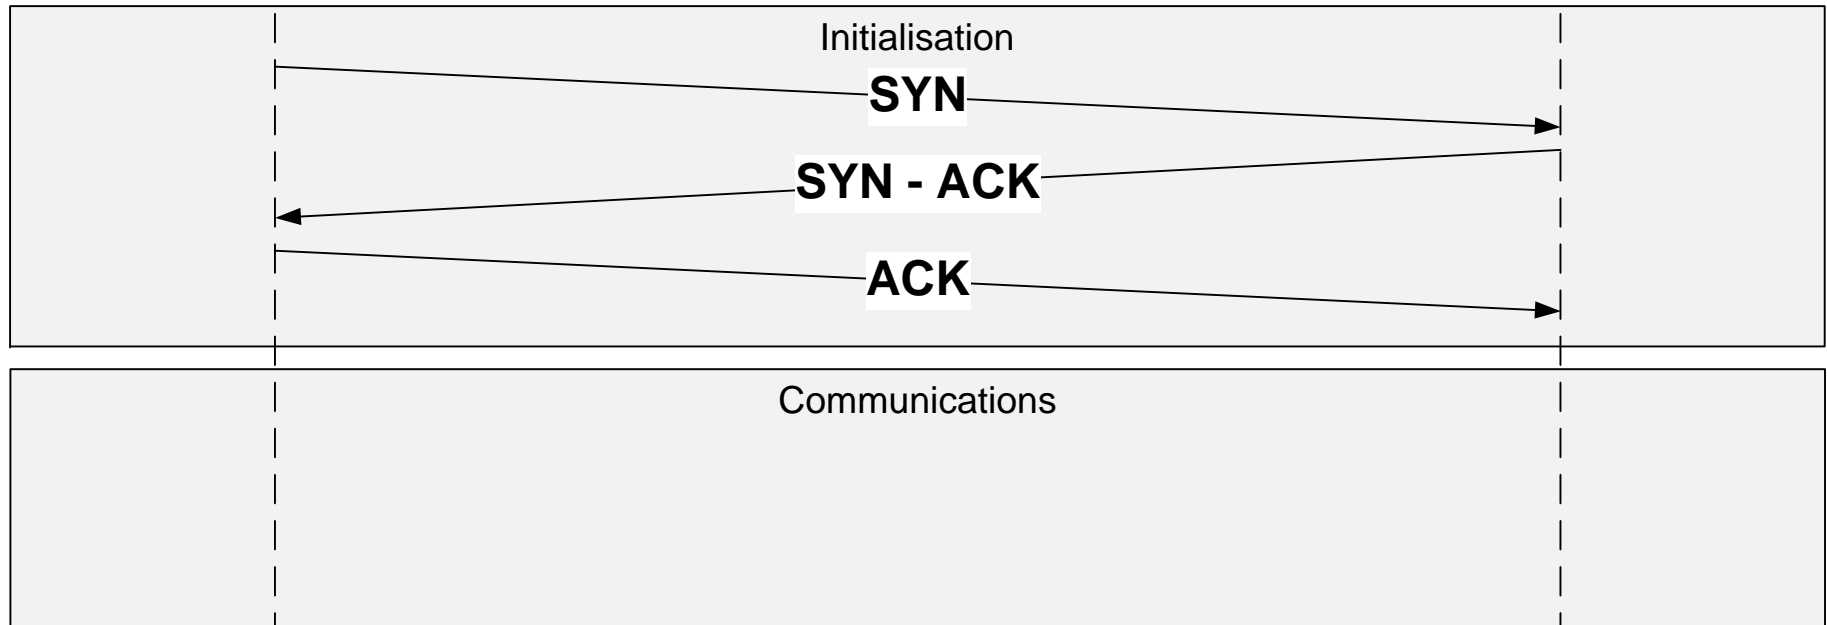 Initialisation
SYN
SYN - ACK
ACK
Communications